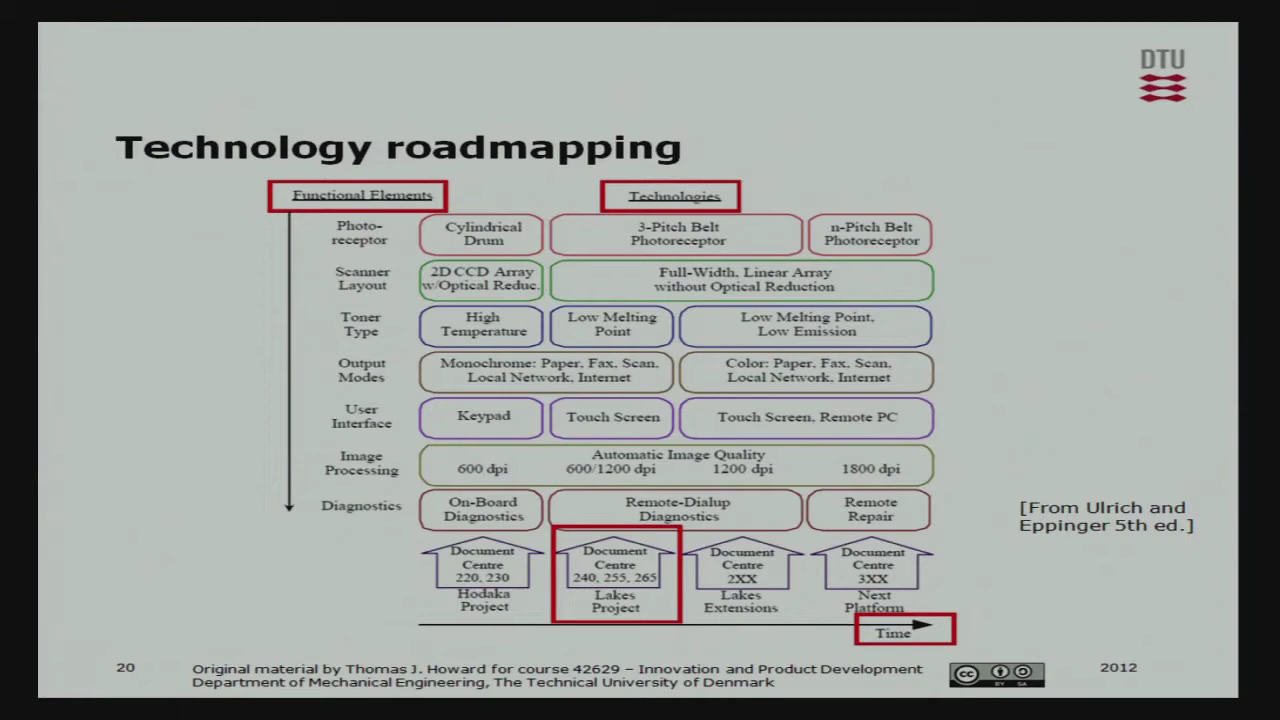 DTU
Technology roadmapping
Functional Elements
Technologies
Photo-
receptor
Cylindrical
Drum
3-Pitch Belt
Photoreceptor
n-Pitch Belt
Photoreceptor
Scanner
Layout
2D CCD Array
w/Optical Reduc.
Full-Width, Linear Array
without Optical Reduction
Toner
Type
High
Temperature
Low Melting
Point
Low Melting Point,
Low Emission
Output
Modes
Monochrome: Paper, Fax, Scan,
Local Network, Internet
Color: Paper, Fax, Scan,
Local Network, Internet
User
Interface
Keypad
Touch Screen
Touch Screen, Remote PC
Image
Processing
Automatic Image Quality
600 dpi
600/1200 dpi
1200 dpi
1800 dpi
Diagnostics
On-Board
Diagnostics
Remote-Dialup
Diagnostics
Remote
Repair
[From Ulrich and
Eppinger 5th ed.]
Document
Centre
220, 230
Hodaka
Project
Document
Centre
240, 255, 265
Lakes
Project
Document
Centre
2XX
Lakes
Extensions
Document
Centre
3XX
Next
Platform
Time
20
Original material by Thomas J. Howard for course 42629 – Innovation and Product Development
Department of Mechanical Engineering, The Technical University of Denmark
cc
BY SA
2012